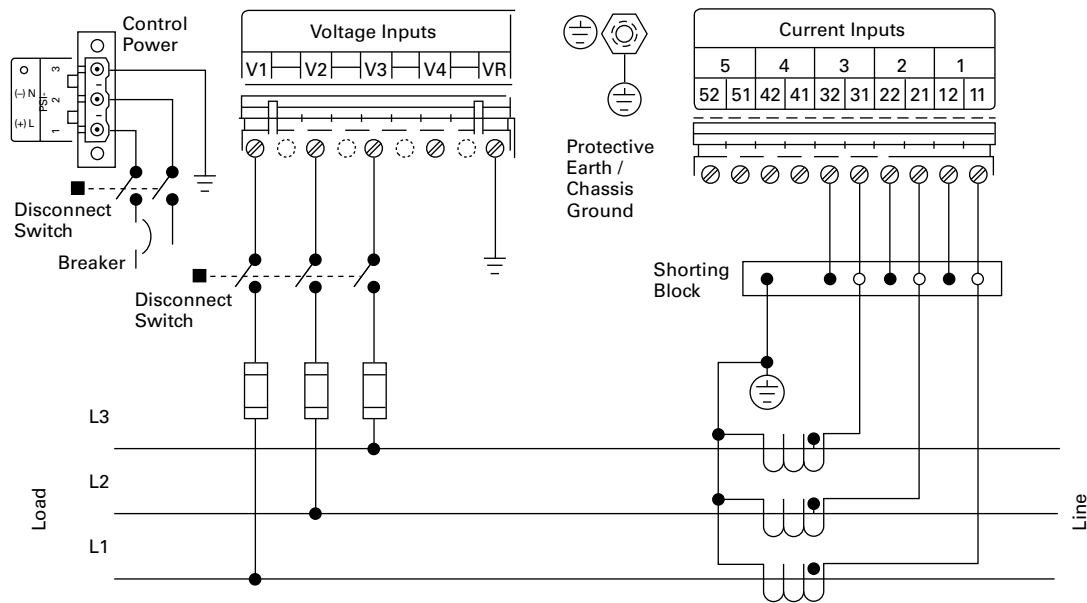 Control
Power
3
2
1
(–) N
(+) L
PSI-
Disconnect
Switch
Breaker
Voltage Inputs
V1 V2 V3 V4 VR
Disconnect
Switch
Protective
Earth /
Chassis
Ground
Current Inputs
5 4 3 2 1
52 51 42 41 32 31 22 21 12 11
Shorting
Block
L3
L2
L1
Load
Line